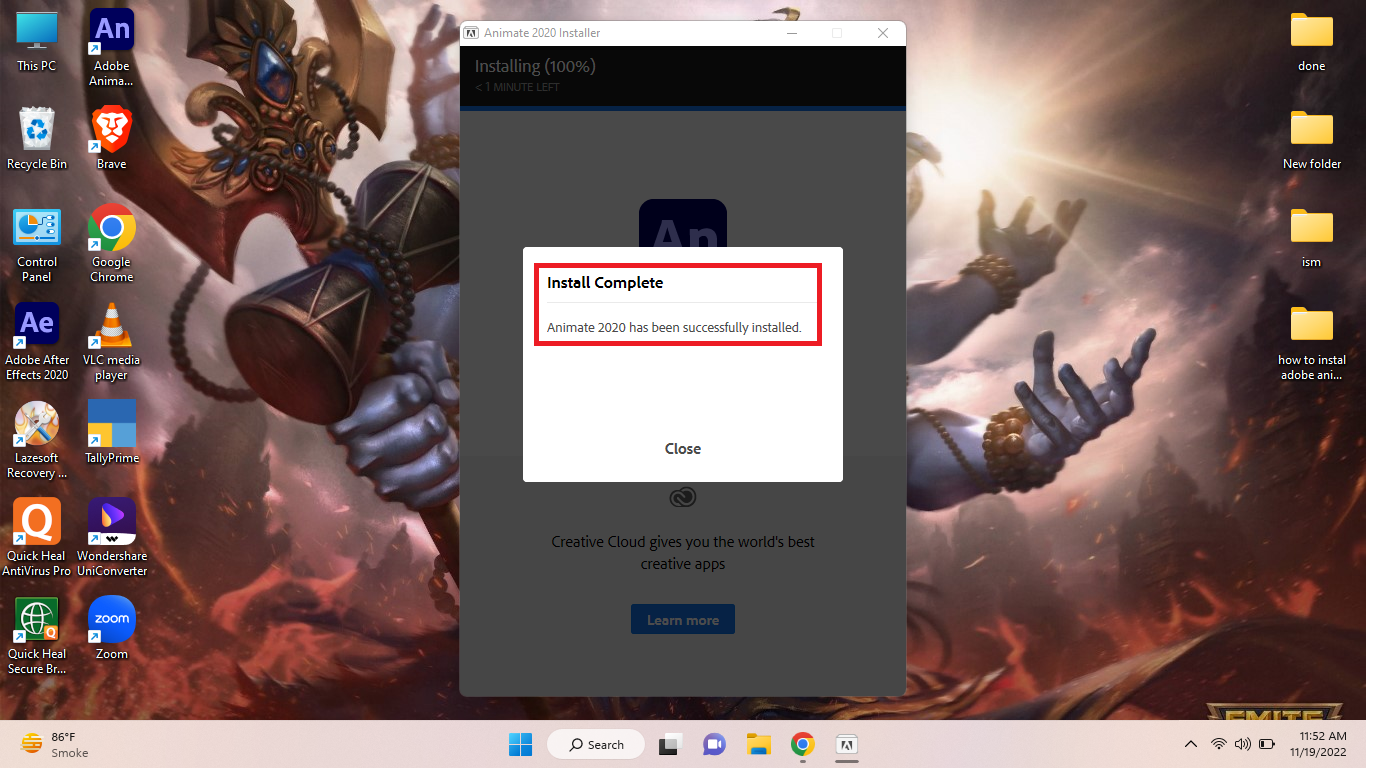 This PC
An
Adobe
Anima...
Recycle Bin
Brave
Control
Panel
Google
Chrome
Ae
Adobe After
Effects 2020
VLC media
player
Lazesoft
Recovery ...
TallyPrime
Q
Quick Heal
AntiVirus Pro
Wondershare
UniConverter
Q
Quick Heal
Secure Br...
zoom
Zoom
Animate 2020 Installer
Installing (100%)
< 1 MINUTE LEFT
An
Install Complete
Animate 2020 has been successfully installed.
Close
Creative Cloud gives you the world's best
creative apps
Learn more
done
New folder
ism
how to instal
adobe ani...
SMITE
86°F
Smoke
Search
11:52 AM
11/19/2022